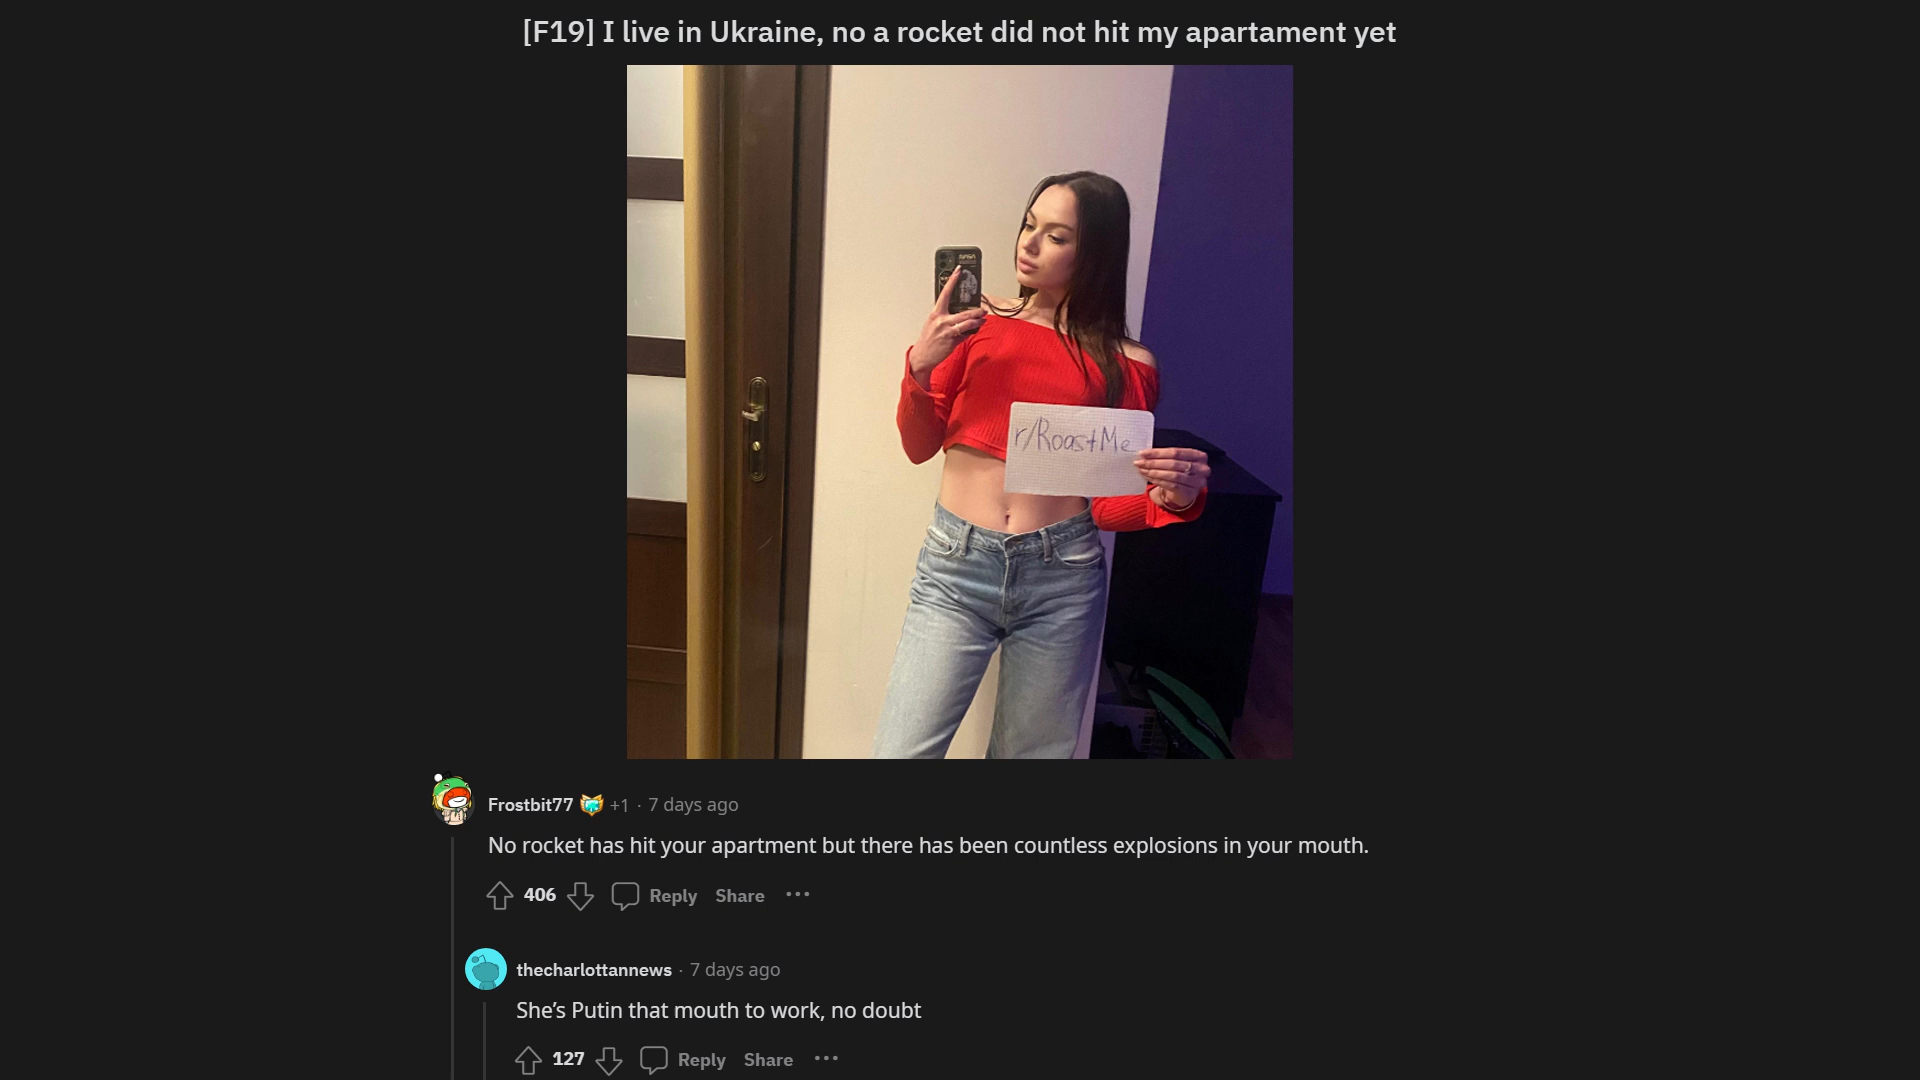 [F19] I live in Ukraine, no a rocket did not hit my apartament yet
NASA
r/RoastMe
Frostbit77 +1 · 7 days ago
No rocket has hit your apartment but there has been countless explosions in your mouth.
406 Reply Share ···
thecharlottannews · 7 days ago
She’s Putin that mouth to work, no doubt
127 Reply Share ···